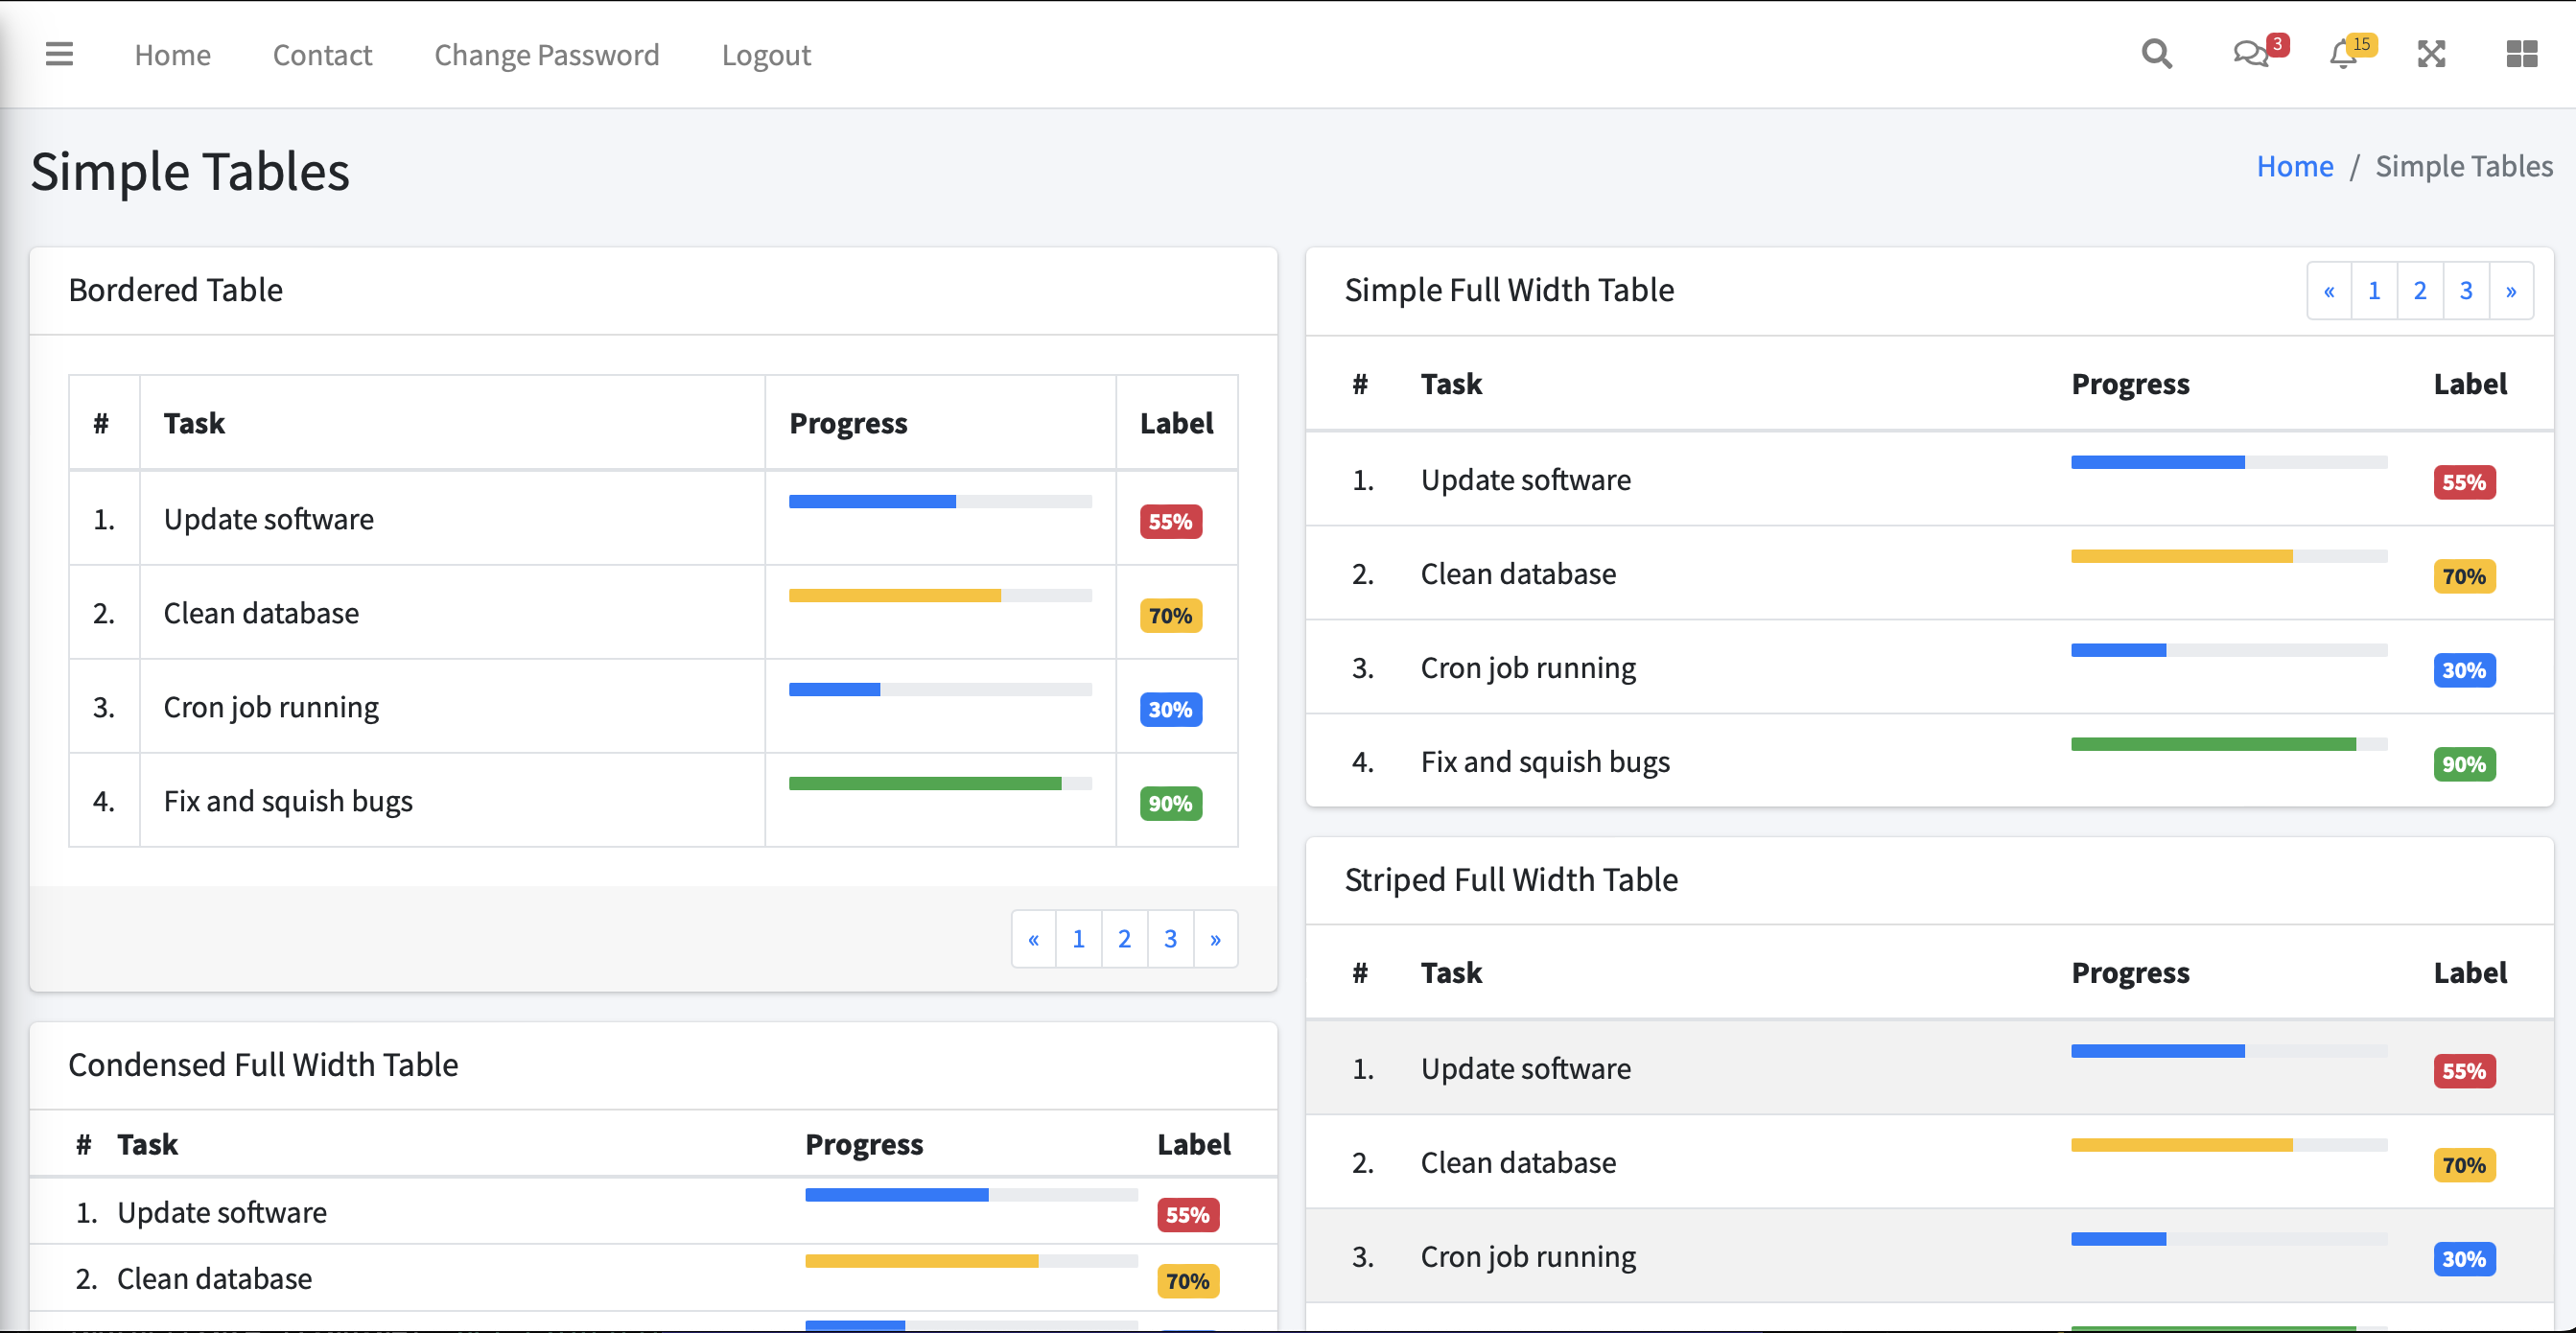 Home Contact Change Password Logout 3 15
Simple Tables
Home / Simple Tables
Bordered Table
# Task Progress Label
1. Update software 55%
2. Clean database 70%
3. Cron job running 30%
4. Fix and squish bugs 90%
« 1 2 3 »
Condensed Full Width Table
# Task Progress Label
1. Update software 55%
2. Clean database 70%
Simple Full Width Table
« 1 2 3 »
# Task Progress Label
1. Update software 55%
2. Clean database 70%
3. Cron job running 30%
4. Fix and squish bugs 90%
Striped Full Width Table
# Task Progress Label
1. Update software 55%
2. Clean database 70%
3. Cron job running 30%